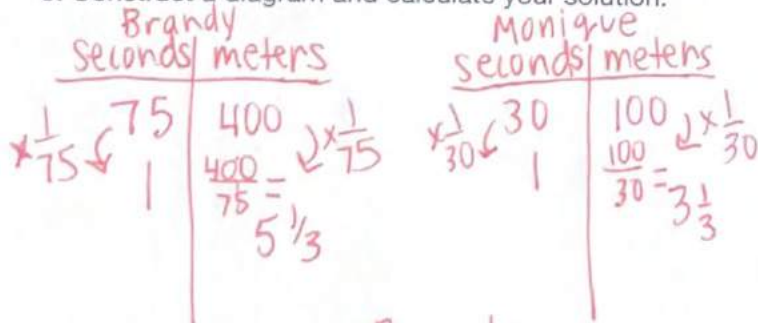 Construct a diagram and calculate your solution.
Brandy
Seconds meters
×1/75 75 400 ×1/75
1 400/75 =
5 1/3
Monique
seconds meters
×1/30 30 100 ×1/30
1 100/30 =
3 1/3